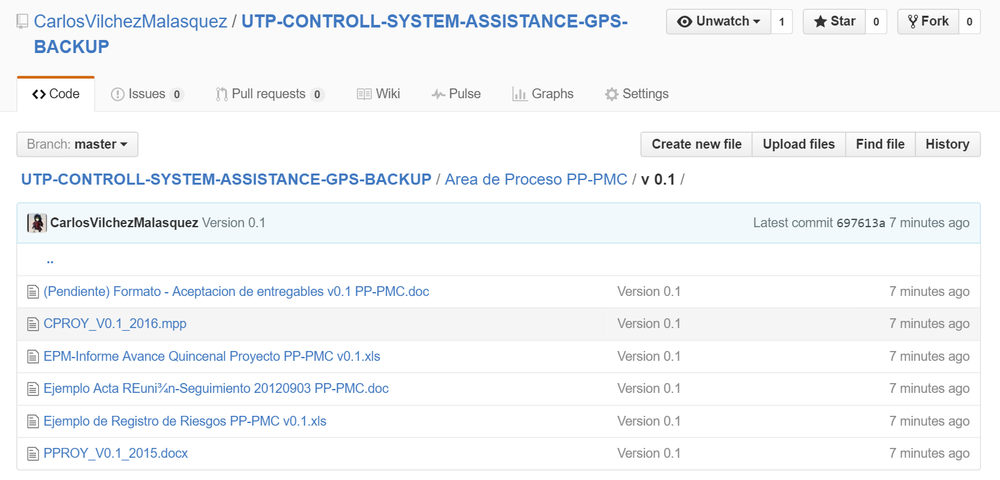 CarlosVilchezMalasquez / UTP-CONTROLL-SYSTEM-ASSISTANCE-GPS-
BACKUP
Unwatch 1 Star 0 Fork 0
Code Issues 0 Pull requests 0 Wiki Pulse Graphs Settings
Branch: master Create new file Upload files Find file History
UTP-CONTROLL-SYSTEM-ASSISTANCE-GPS-BACKUP / Area de Proceso PP-PMC / v 0.1 /
CarlosVilchezMalasquez Version 0.1 Latest commit 697613a 7 minutes ago
..
(Pendiente) Formato - Aceptacion de entregables v0.1 PP-PMC.doc Version 0.1 7 minutes ago
CPROY_V0.1_2016.mpp Version 0.1 7 minutes ago
EPM-Informe Avance Quincenal Proyecto PP-PMC v0.1.xls Version 0.1 7 minutes ago
Ejemplo Acta REuni¾n-Seguimiento 20120903 PP-PMC.doc Version 0.1 7 minutes ago
Ejemplo de Registro de Riesgos PP-PMC v0.1.xls Version 0.1 7 minutes ago
PPROY_V0.1_2015.docx Version 0.1 7 minutes ago